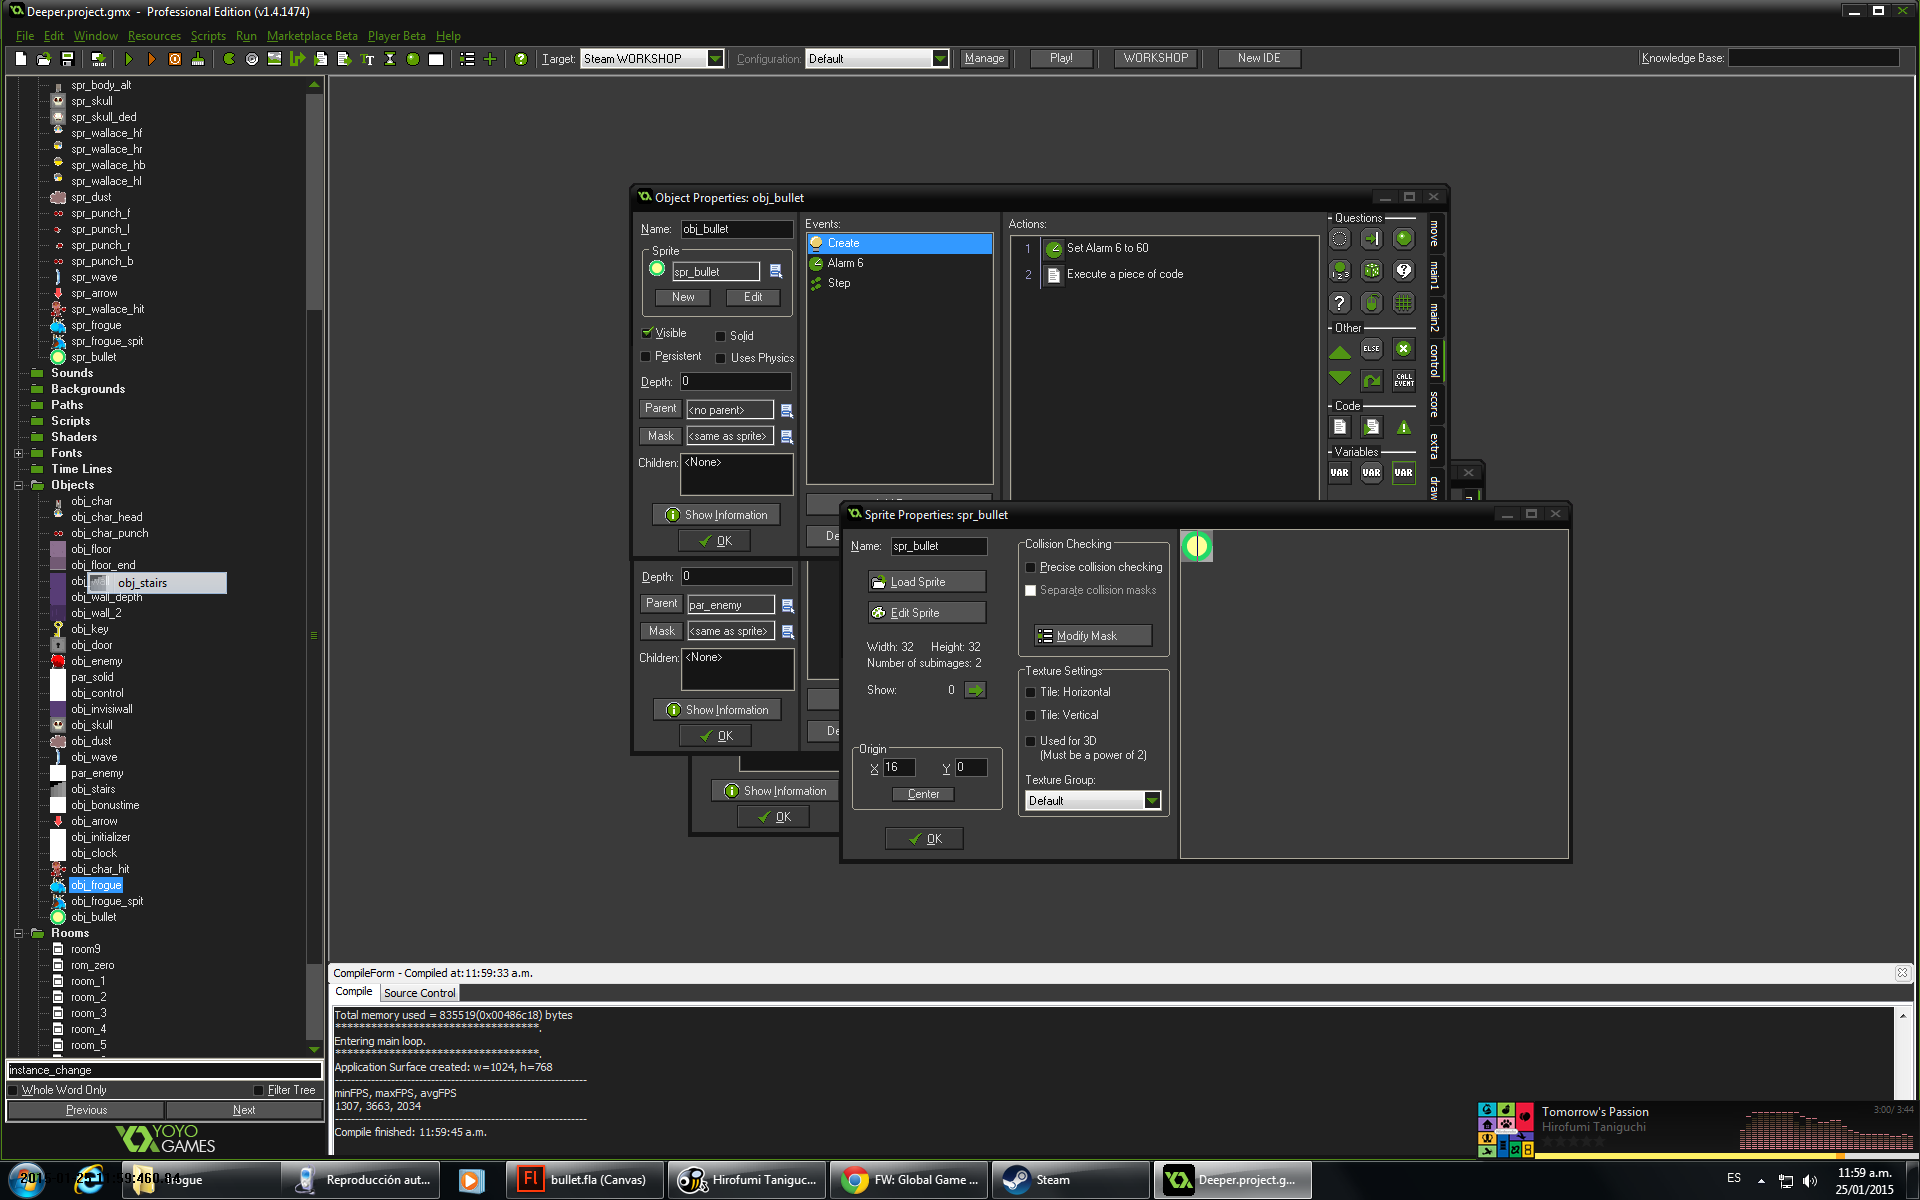 Deeper.project.gmx - Professional Edition (v1.4.1474)
File Edit Window Resources Scripts Run Marketplace Beta Player Beta Help
Target: Steam WORKSHOP Configuration: Default Manage Play! WORKSHOP New IDE Knowledge Base:
spr_body_alt
spr_skull
spr_skull_ded
spr_wallace_hf
spr_wallace_hr
spr_wallace_hb
spr_wallace_hl
spr_dust
spr_punch_f
spr_punch_l
spr_punch_r
spr_punch_b
spr_wave
spr_arrow
spr_wallace_hit
spr_frogue
spr_frogue_spit
spr_bullet
Sounds
Backgrounds
Paths
Scripts
Shaders
Fonts
Time Lines
Objects
obj_char
obj_char_head
obj_char_punch
obj_floor
obj_floor_end
obj_stairs
obj_wall_depth
obj_wall_2
obj_key
obj_door
obj_enemy
par_solid
obj_control
obj_invisiwall
obj_skull
obj_dust
obj_wave
par_enemy
obj_stairs
obj_bonustime
obj_arrow
obj_initializer
obj_clock
obj_char_hit
obj_frogue
obj_frogue_spit
obj_bullet
Rooms
room9
rom_zero
room_1
room_2
room_3
room_4
room_5
instance_change
Whole Word Only Filter Tree
Previous Next
YOYO
GAMES
Object Properties: obj_bullet
Name: obj_bullet
Sprite
spr_bullet
New Edit
Visible Solid
Persistent Uses Physics
Depth: 0
Parent <no parent>
Mask <same as sprite>
Children: <None>
Show Information
OK
Events:
Create
Alarm 6
Step
Actions:
1 Set Alarm 6 to 60
2 Execute a piece of code
Questions
Other
ELSE
CALL EVENT
Code
Variables
VAR VAR VAR
move
main1
main2
control
score
extra
draw
De
Depth: 0
Parent par_enemy
Mask <same as sprite>
Children: <None>
Show Information
OK
De
Show Information
OK
Sprite Properties: spr_bullet
Name: spr_bullet
Load Sprite
Edit Sprite
Width: 32 Height: 32
Number of subimages: 2
Show: 0
Origin
X 16 Y 0
Center
OK
Collision Checking
Precise collision checking
Separate collision masks
Modify Mask
Texture Settings
Tile: Horizontal
Tile: Vertical
Used for 3D
(Must be a power of 2)
Texture Group:
Default
CompileForm - Compiled at:11:59:33 a.m.
Compile Source Control
Total memory used = 835519(0x00486c18) bytes
**********************************.
Entering main loop.
**********************************.
Application Surface created: w=1024, h=768
minFPS, maxFPS, avgFPS
1307, 3663, 2034
Compile finished: 11:59:45 a.m.
Tomorrow's Passion 3:00/ 3:44
Hirofumi Taniguchi
Reproducción aut...
bullet.fla (Canvas)
Hirofumi Taniguc...
FW: Global Game ...
Steam
Deeper.project.g...
ES
11:59 a.m.
25/01/2015